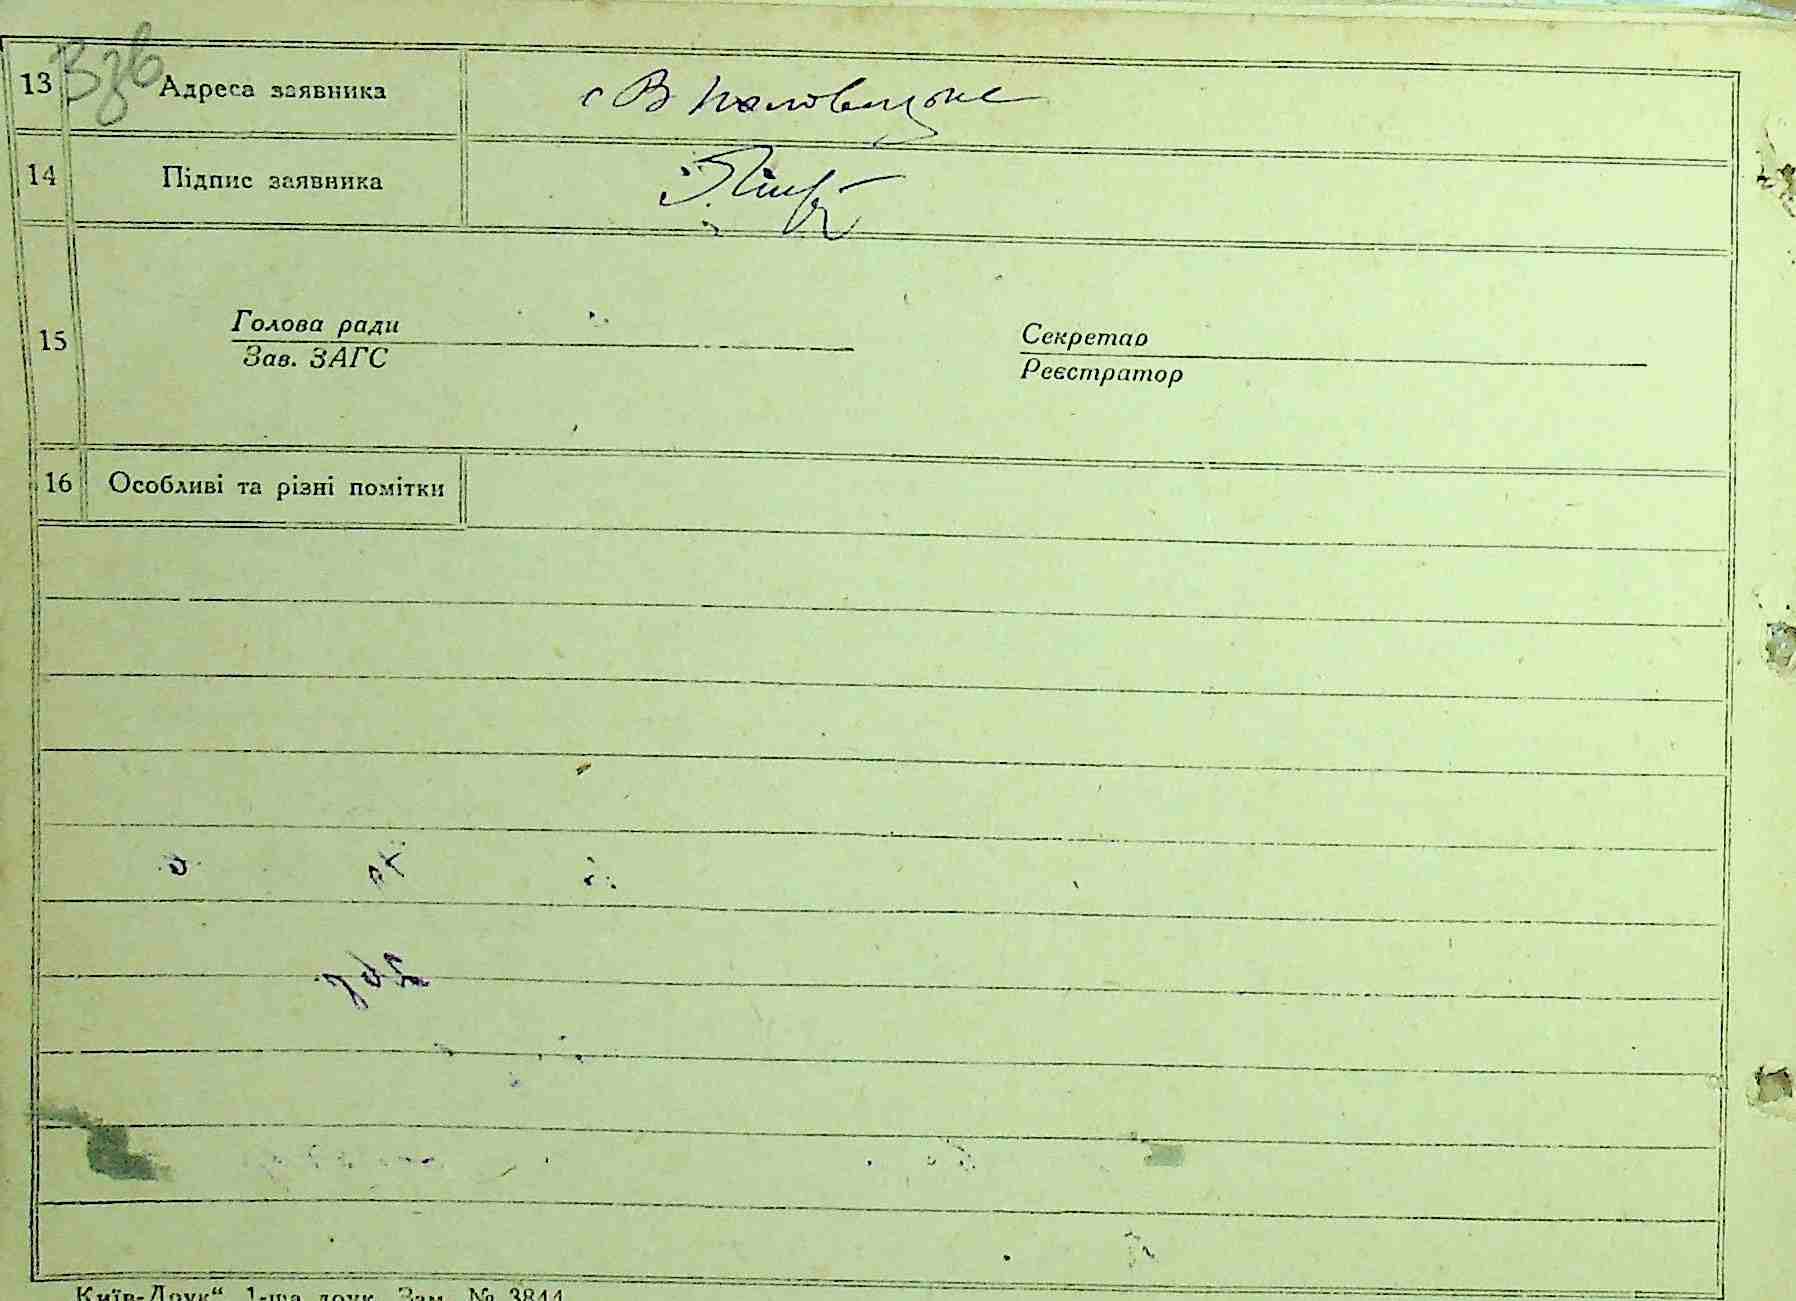 13 Адреса заявника с В Половецьке
14 Підпис заявника
15 Голова ради Секретар
Зав. ЗАГС Реєстратор
16 Особливі та різні помітки
Київ-Друк“ 1-ша друк. Зам. № 3844